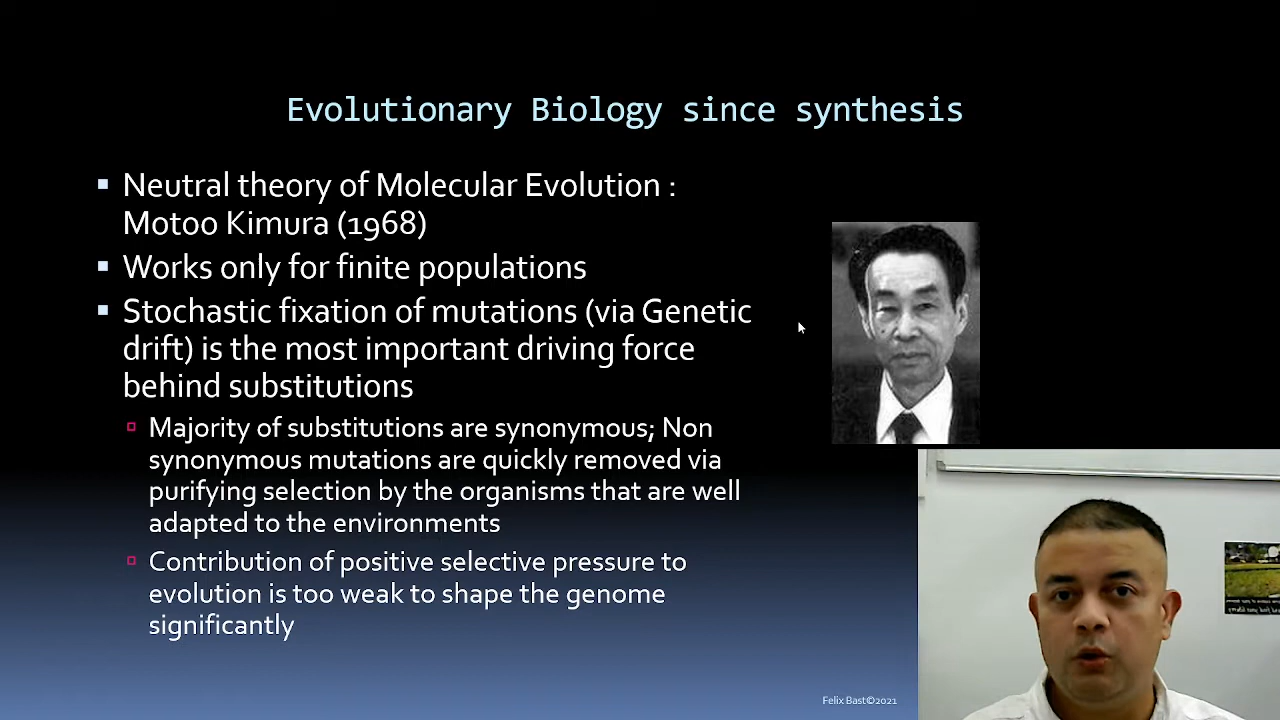 Evolutionary Biology since synthesis
Neutral theory of Molecular Evolution :
Motoo Kimura (1968)
Works only for finite populations
Stochastic fixation of mutations (via Genetic
drift) is the most important driving force
behind substitutions
Majority of substitutions are synonymous; Non
synonymous mutations are quickly removed via
purifying selection by the organisms that are well
adapted to the environments
Contribution of positive selective pressure to
evolution is too weak to shape the genome
significantly
Felix Bast©2021